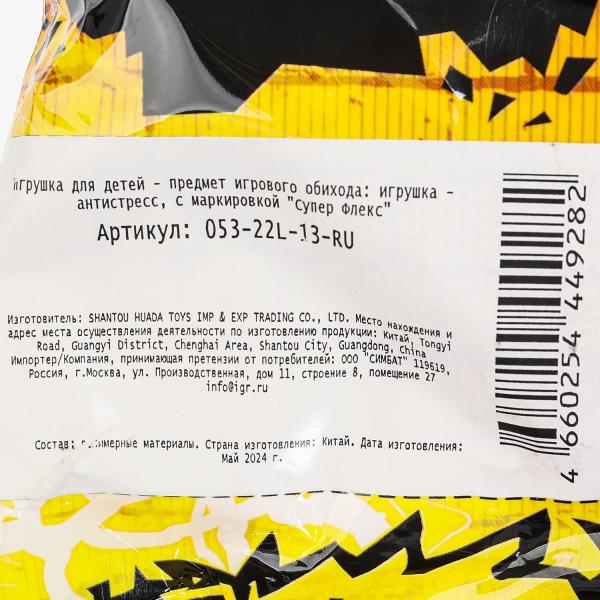 игрушка для детей - предмет игрового обихода: игрушка -
антистресс, с маркировкой "Супер Флекс"
Артикул: 053-22L-13-RU
Изготовитель: SHANTOU HUADA TOYS IMP & EXP TRADING CO., LTD. Место нахождения и
адрес места осуществления деятельности по изготовлению продукции: Китай, Tongyi
Road, Guangyi District, Chenghai Area, Shantou City, Guangdong, China
Импортер/Компания, принимающая претензии от потребителей: ООО "СИМБАТ" 119619,
Россия, г.Москва, ул. Производственная, дом 11, строение 8, помещение 27
info@igr.ru
Состав: полимерные материалы. Страна изготовления: Китай. Дата изготовления:
Май 2024 г.
4 660254 449282